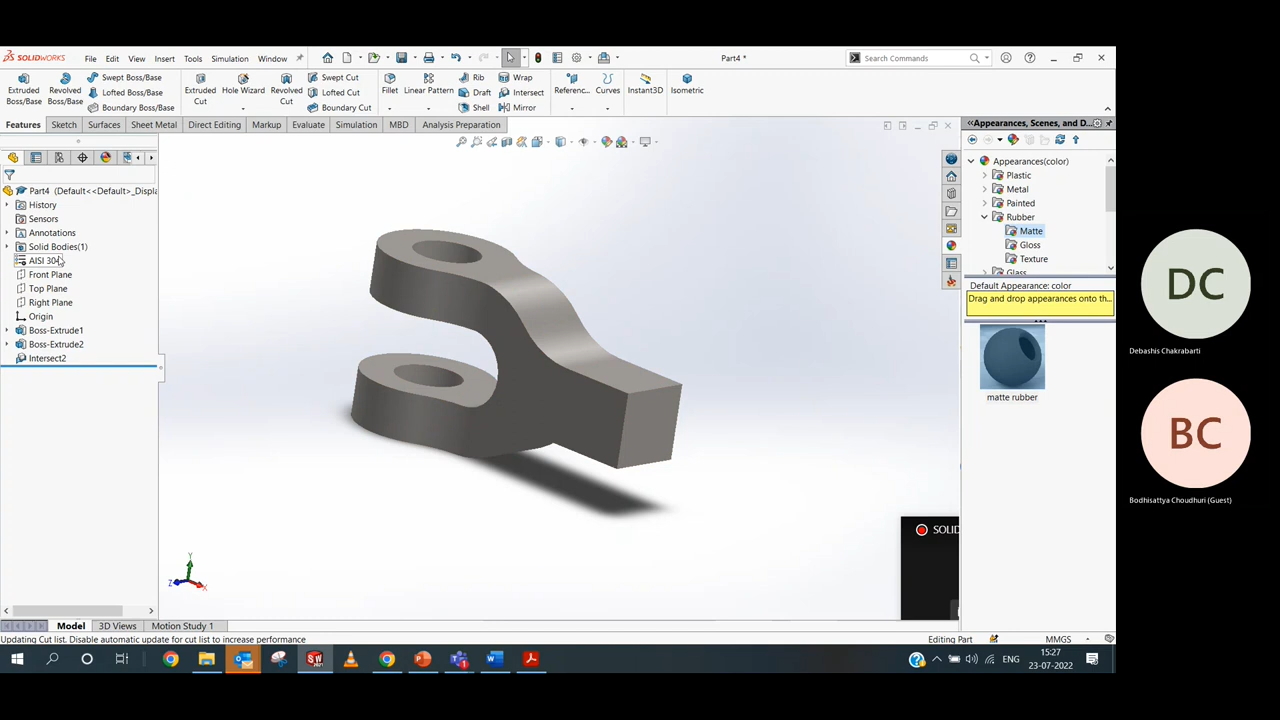 SOLIDWORKS File Edit View Insert Tools Simulation Window Part4 * Search Commands
Extruded Boss/Base
Revolved Boss/Base
Swept Boss/Base
Lofted Boss/Base
Boundary Boss/Base
Extruded Cut
Hole Wizard
Revolved Cut
Swept Cut
Lofted Cut
Boundary Cut
Fillet
Linear Pattern
Rib
Draft
Shell
Wrap
Intersect
Mirror
Referenc...
Curves
Instant3D
Isometric
Features Sketch Surfaces Sheet Metal Direct Editing Markup Evaluate Simulation MBD Analysis Preparation
Part4 (Default<<Default>_Displa
History
Sensors
Annotations
Solid Bodies(1)
AISI 304
Front Plane
Top Plane
Right Plane
Origin
Boss-Extrude1
Boss-Extrude2
Intersect2
Y
Z
X
SOLID
«Appearances, Scenes, and D...
Appearances(color)
Plastic
Metal
Painted
Rubber
Matte
Gloss
Texture
Glass
Default Appearance: color
Drag and drop appearances onto th...
matte rubber
Model 3D Views Motion Study 1
Updating Cut list. Disable automatic update for cut list to increase performance
Editing Part MMGS
ENG
15:27
23-07-2022
DC
Debashis Chakrabarti
BC
Bodhisattya Choudhuri (Guest)